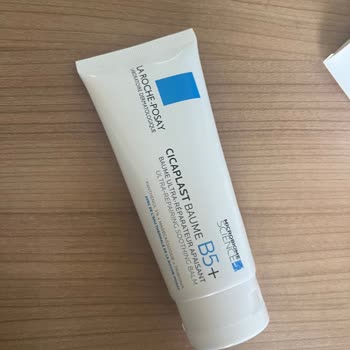 LA ROCHE-POSAY
LABORATOIRE DERMATOLOGIQUE
CICAPLAST BAUME B5+
BAUME ULTRA-RÉPARATEUR APAISANT
ULTRA-REPAIRING SOOTHING BALM
MICROBIOME
SCIENCE